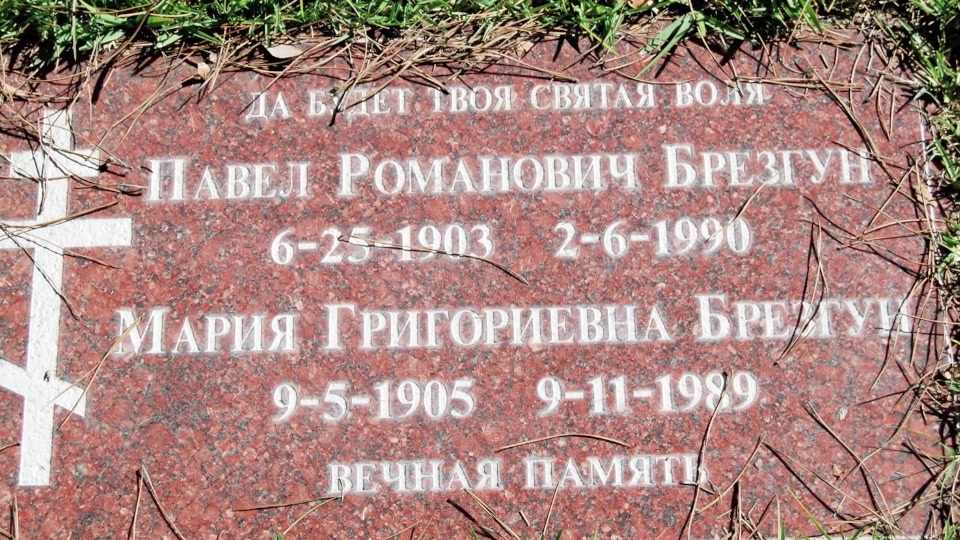 ДА БУДЕТ ТВОЯ СВЯТАЯ ВОЛЯ
ПАВЕЛ РОМАНОВИЧ БРЕЗГУН
6-25-1903 2-6-1990
МАРИЯ ГРИГОРИЕВНА БРЕЗГУН
9-5-1905 9-11-1989
ВЕЧНАЯ ПАМЯТЬ